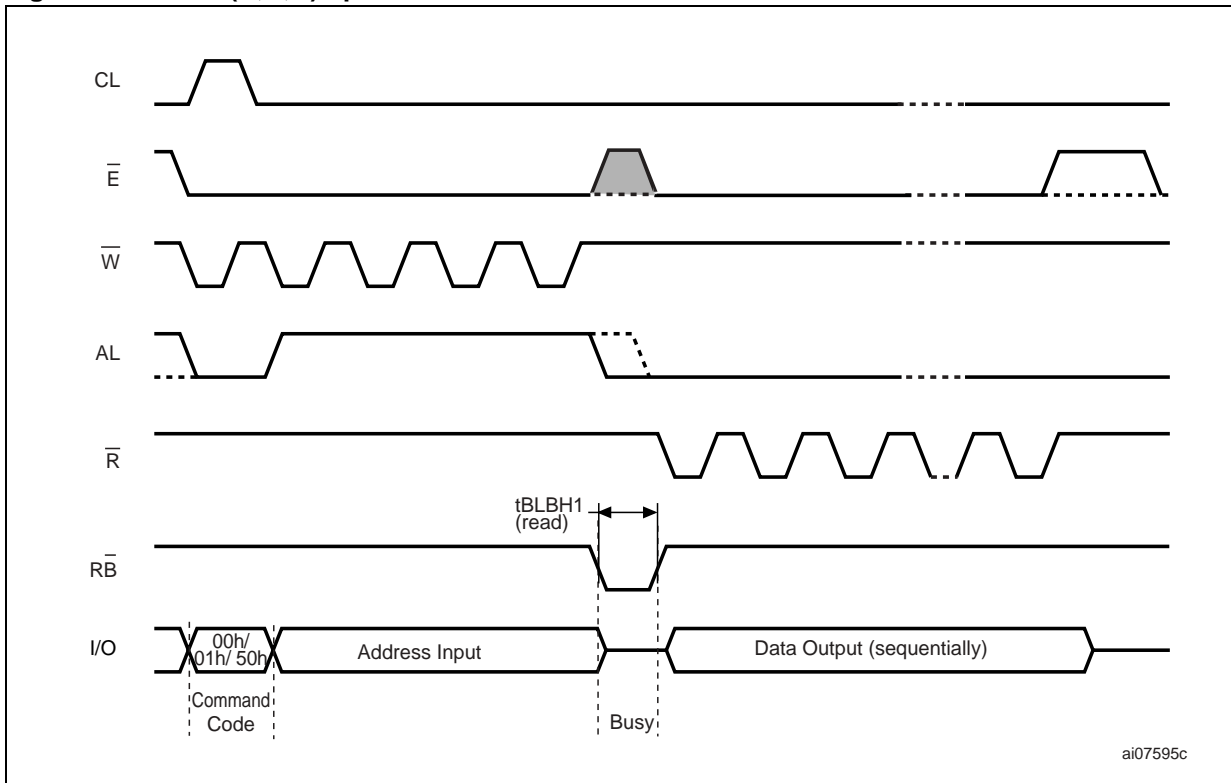 CL
E̅
W̅
AL
R̅
tBLBH1
(read)
RB̅
I/O
00h/
01h/ 50h
Address Input
Data Output (sequentially)
Command
Code
Busy
ai07595c